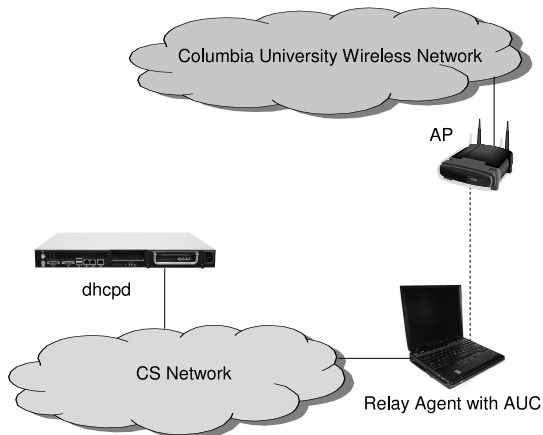 Columbia University Wireless Network
AP
dhcpd
CS Network
Relay Agent with AUC